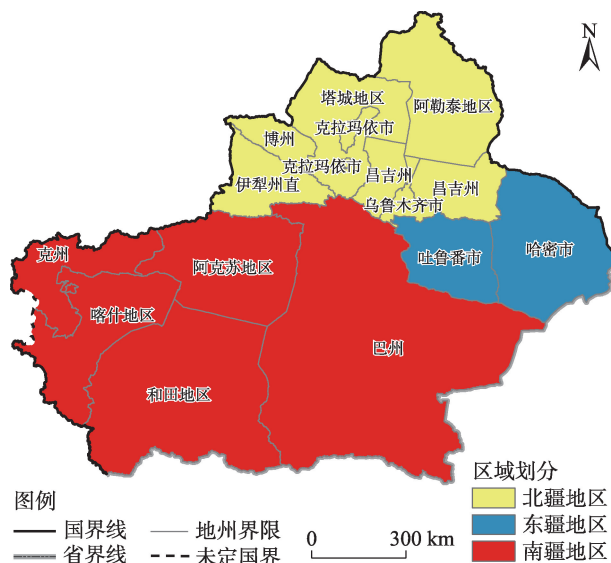 N
塔城地区
阿勒泰地区
克拉玛依市
博州
克拉玛依市
昌吉州
伊犁州直
昌吉州
乌鲁木齐市
克州
阿克苏地区
吐鲁番市
哈密市
喀什地区
巴州
和田地区
区域划分
北疆地区
东疆地区
南疆地区
图例
国界线
地州界限
省界线
未定国界
0 300 km